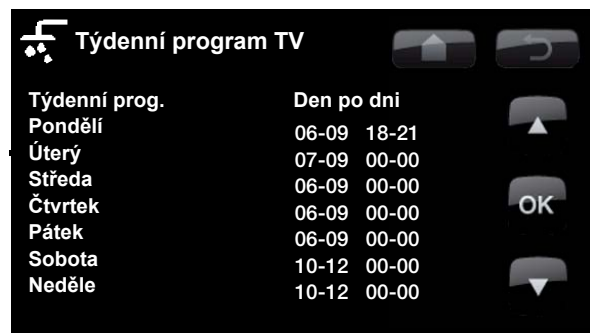 Týdenní program TV
Týdenní prog. Den po dni
Pondělí 06-09 18-21
Úterý 07-09 00-00
Středa 06-09 00-00
Čtvrtek 06-09 00-00
Pátek 06-09 00-00
Sobota 10-12 00-00
Neděle 10-12 00-00
OK